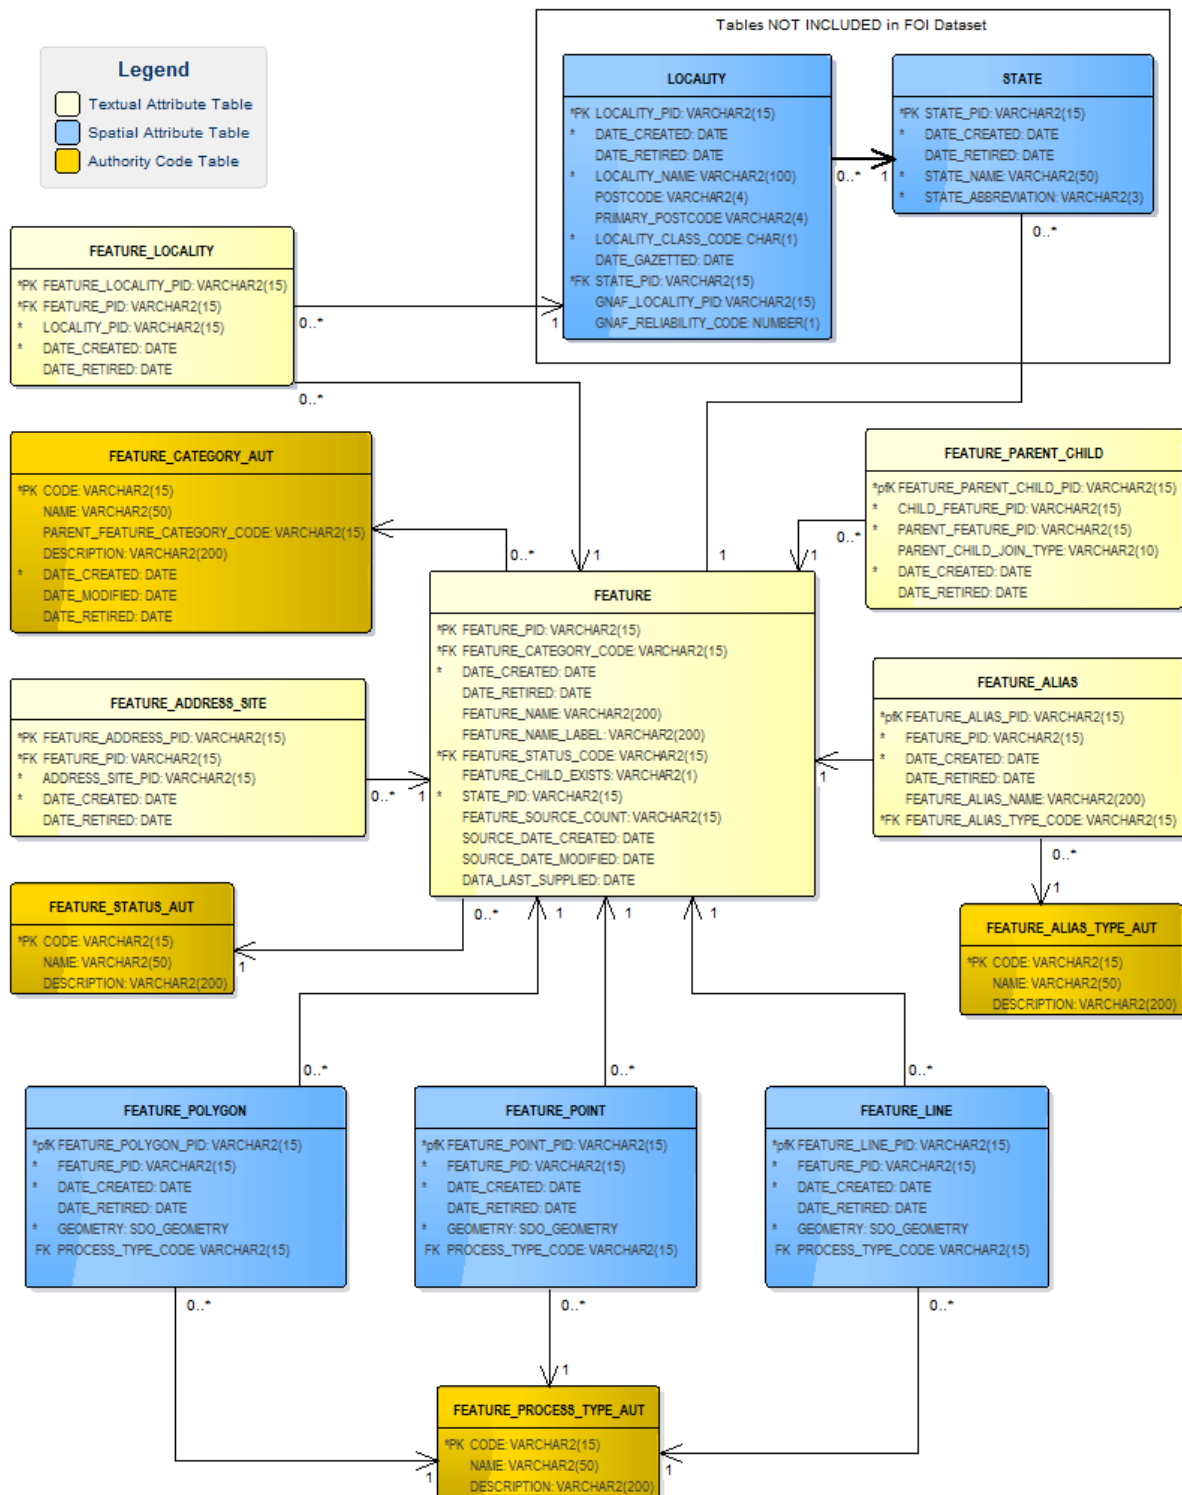 Tables NOT INCLUDED in FOI Dataset
Legend
Textual Attribute Table
Spatial Attribute Table
Authority Code Table
LOCALITY
*PK LOCALITY_PID: VARCHAR2(15)
* DATE_CREATED: DATE
DATE_RETIRED: DATE
* LOCALITY_NAME: VARCHAR2(100)
POSTCODE: VARCHAR2(4)
PRIMARY_POSTCODE: VARCHAR2(4)
* LOCALITY_CLASS_CODE: CHAR(1)
DATE_GAZETTED: DATE
*FK STATE_PID: VARCHAR2(15)
GNAF_LOCALITY_PID: VARCHAR2(15)
GNAF_RELIABILITY_CODE: NUMBER(1)
0..*
1
STATE
*PK STATE_PID: VARCHAR2(15)
* DATE_CREATED: DATE
DATE_RETIRED: DATE
* STATE_NAME: VARCHAR2(50)
* STATE_ABBREVIATION: VARCHAR2(3)
0..*
FEATURE_LOCALITY
*PK FEATURE_LOCALITY_PID: VARCHAR2(15)
*FK FEATURE_PID: VARCHAR2(15)
* LOCALITY_PID: VARCHAR2(15)
* DATE_CREATED: DATE
DATE_RETIRED: DATE
0..*
1
0..*
FEATURE_CATEGORY_AUT
*PK CODE: VARCHAR2(15)
NAME: VARCHAR2(50)
PARENT_FEATURE_CATEGORY_CODE: VARCHAR2(15)
DESCRIPTION: VARCHAR2(200)
* DATE_CREATED: DATE
DATE_MODIFIED: DATE
DATE_RETIRED: DATE
0..*
1
1
1
0..*
FEATURE_PARENT_CHILD
*pfK FEATURE_PARENT_CHILD_PID: VARCHAR2(15)
* CHILD_FEATURE_PID: VARCHAR2(15)
* PARENT_FEATURE_PID: VARCHAR2(15)
PARENT_CHILD_JOIN_TYPE: VARCHAR2(10)
* DATE_CREATED: DATE
DATE_RETIRED: DATE
FEATURE
*PK FEATURE_PID: VARCHAR2(15)
*FK FEATURE_CATEGORY_CODE: VARCHAR2(15)
* DATE_CREATED: DATE
DATE_RETIRED: DATE
FEATURE_NAME: VARCHAR2(200)
FEATURE_NAME_LABEL: VARCHAR2(200)
*FK FEATURE_STATUS_CODE: VARCHAR2(15)
FEATURE_CHILD_EXISTS: VARCHAR2(1)
* STATE_PID: VARCHAR2(15)
FEATURE_SOURCE_COUNT: VARCHAR2(15)
SOURCE_DATE_CREATED: DATE
SOURCE_DATE_MODIFIED: DATE
DATA_LAST_SUPPLIED: DATE
FEATURE_ADDRESS_SITE
*PK FEATURE_ADDRESS_PID: VARCHAR2(15)
*FK FEATURE_PID: VARCHAR2(15)
* ADDRESS_SITE_PID: VARCHAR2(15)
* DATE_CREATED: DATE
DATE_RETIRED: DATE
0..*
1
FEATURE_ALIAS
*pfK FEATURE_ALIAS_PID: VARCHAR2(15)
* FEATURE_PID: VARCHAR2(15)
* DATE_CREATED: DATE
DATE_RETIRED: DATE
FEATURE_ALIAS_NAME: VARCHAR2(200)
*FK FEATURE_ALIAS_TYPE_CODE: VARCHAR2(15)
1
0..*
1
FEATURE_STATUS_AUT
*PK CODE: VARCHAR2(15)
NAME: VARCHAR2(50)
DESCRIPTION: VARCHAR2(200)
0..*
1
1
1
1
FEATURE_ALIAS_TYPE_AUT
*PK CODE: VARCHAR2(15)
NAME: VARCHAR2(50)
DESCRIPTION: VARCHAR2(200)
0..*
0..*
0..*
FEATURE_POLYGON
*pfK FEATURE_POLYGON_PID: VARCHAR2(15)
* FEATURE_PID: VARCHAR2(15)
* DATE_CREATED: DATE
DATE_RETIRED: DATE
* GEOMETRY: SDO_GEOMETRY
FK PROCESS_TYPE_CODE: VARCHAR2(15)
FEATURE_POINT
*pfK FEATURE_POINT_PID: VARCHAR2(15)
* FEATURE_PID: VARCHAR2(15)
* DATE_CREATED: DATE
DATE_RETIRED: DATE
* GEOMETRY: SDO_GEOMETRY
FK PROCESS_TYPE_CODE: VARCHAR2(15)
FEATURE_LINE
*pfK FEATURE_LINE_PID: VARCHAR2(15)
* FEATURE_PID: VARCHAR2(15)
* DATE_CREATED: DATE
DATE_RETIRED: DATE
* GEOMETRY: SDO_GEOMETRY
FK PROCESS_TYPE_CODE: VARCHAR2(15)
0..*
0..*
0..*
1
FEATURE_PROCESS_TYPE_AUT
*PK CODE: VARCHAR2(15)
NAME: VARCHAR2(50)
DESCRIPTION: VARCHAR2(200)
1
1